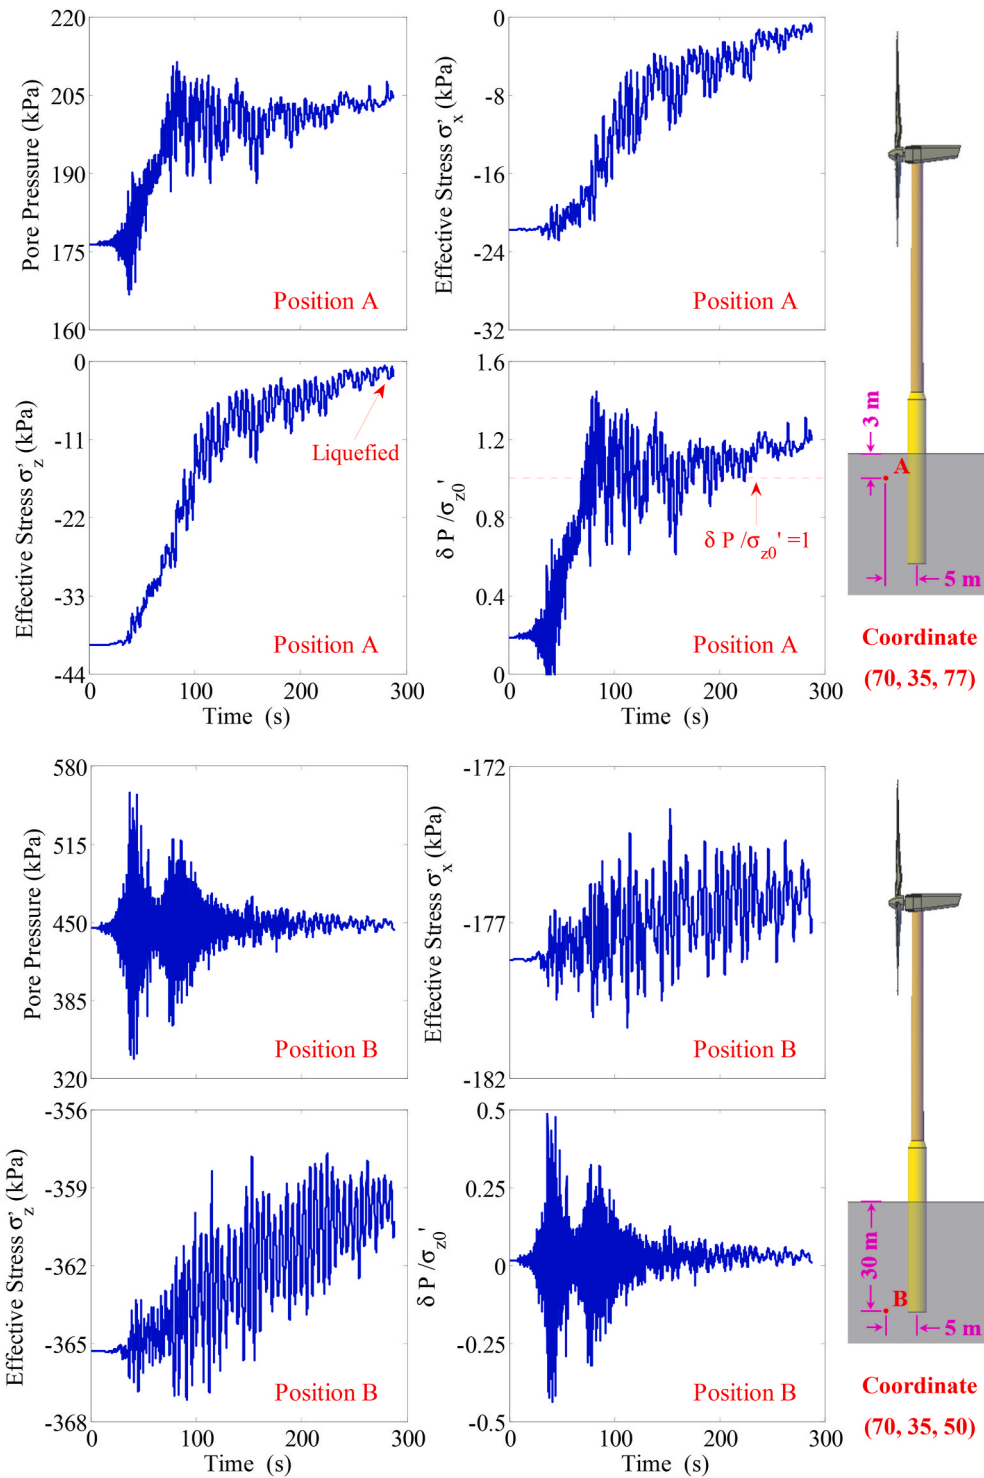 220
205
190
175
160
Pore Pressure (kPa)
Position A
0
-8
-16
-24
-32
Effective Stress σ'x (kPa)
Position A
0
-11
-22
-33
-44
Effective Stress σ'z (kPa)
Liquefied
Position A
0 100 200 300
Time (s)
1.6
1.2
0.8
0.4
0
δ P /σz0'
δ P /σz0' =1
Position A
0 100 200 300
Time (s)
3 m
A
5 m
Coordinate
(70, 35, 77)
580
515
450
385
320
Pore Pressure (kPa)
Position B
-172
-177
-182
Effective Stress σ'x (kPa)
Position B
-356
-359
-362
-365
-368
Effective Stress σ'z (kPa)
Position B
0 100 200 300
Time (s)
0.5
0.25
0
-0.25
-0.5
δ P /σz0'
Position B
0 100 200 300
Time (s)
30 m
B
5 m
Coordinate
(70, 35, 50)